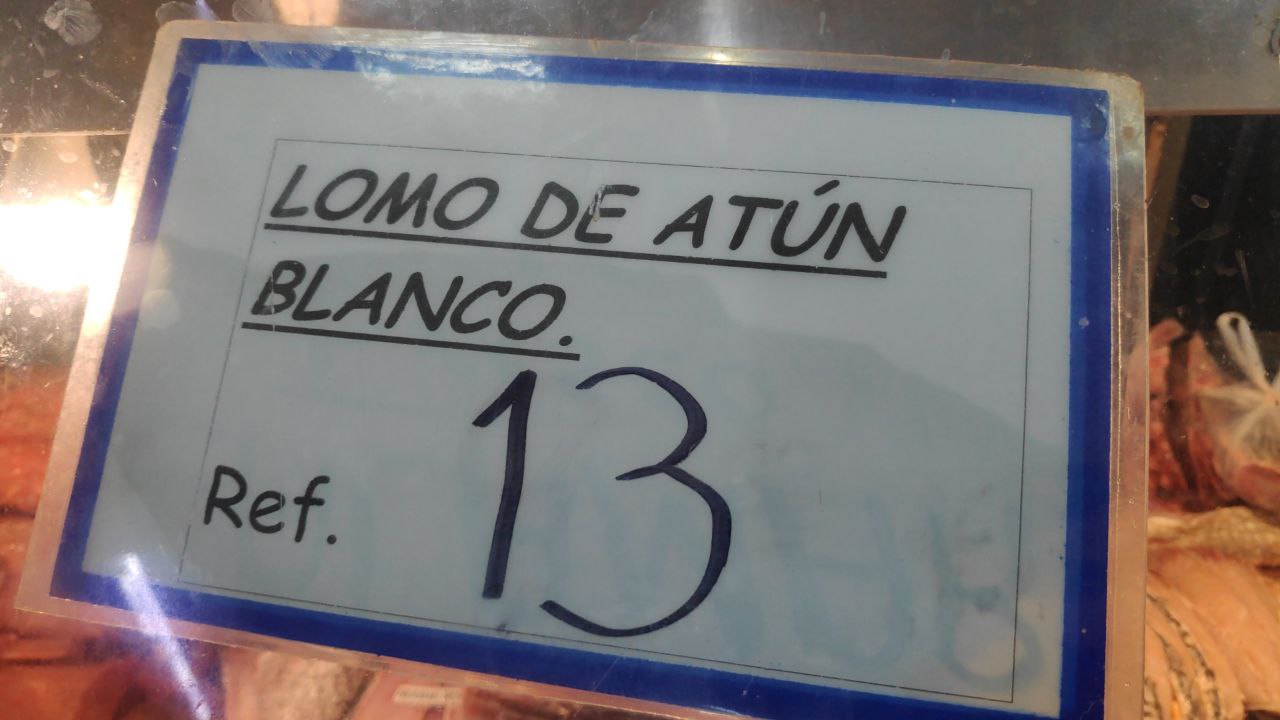 LOMO DE ATÚN
BLANCO.
13
Ref.